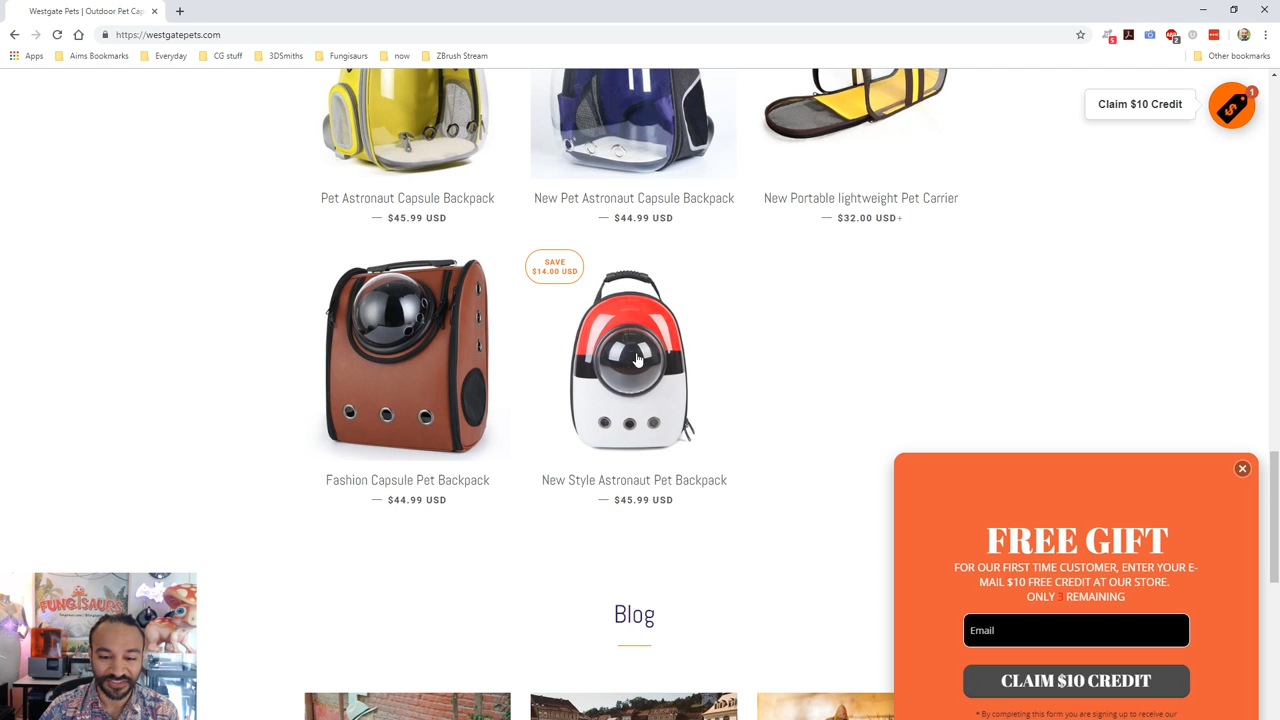 Westgate Pets | Outdoor Pet Cap
https://westgatepets.com
Apps
Aims Bookmarks
Everyday
CG stuff
3DSmiths
Fungisaurs
now
ZBrush Stream
Other bookmarks
5
2
Claim $10 Credit
1
Pet Astronaut Capsule Backpack
— $45.99 USD
New Pet Astronaut Capsule Backpack
— $44.99 USD
New Portable lightweight Pet Carrier
— $32.00 USD+
SAVE
$14.00 USD
Fashion Capsule Pet Backpack
— $44.99 USD
New Style Astronaut Pet Backpack
— $45.99 USD
FREE GIFT
FOR OUR FIRST TIME CUSTOMER, ENTER YOUR E-
MAIL $10 FREE CREDIT AT OUR STORE.
ONLY 3 REMAINING
Email
CLAIM $10 CREDIT
* By completing this form you are signing up to receive our
Blog
FUNGISAURS